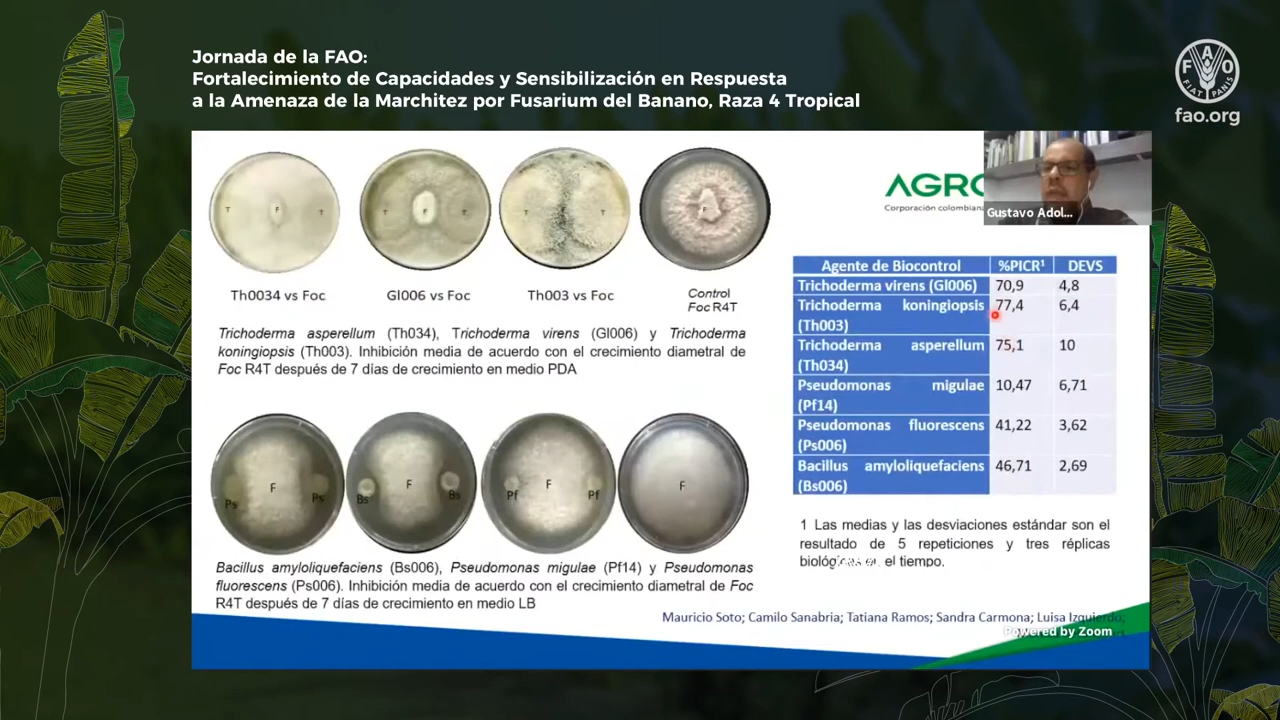 Jornada de la FAO:
Fortalecimiento de Capacidades y Sensibilización en Respuesta
a la Amenaza de la Marchitez por Fusarium del Banano, Raza 4 Tropical
F A O
FIAT PANIS
fao.org
Gustavo Adol...
AGRO
Corporación colombiana
T F T
T F T
T F T
F
Th0034 vs Foc
Gl006 vs Foc
Th003 vs Foc
Control
Foc R4T
Trichoderma asperellum (Th034), Trichoderma virens (Gl006) y Trichoderma
koningiopsis (Th003). Inhibición media de acuerdo con el crecimiento diametral de
Foc R4T después de 7 días de crecimiento en medio PDA
Ps F Ps
Bs F Bs
Pf F Pf
F
Bacillus amyloliquefaciens (Bs006), Pseudomonas migulae (Pf14) y Pseudomonas
fluorescens (Ps006). Inhibición media de acuerdo con el crecimiento diametral de Foc
R4T después de 7 días de crecimiento en medio LB
Agente de Biocontrol %PICR¹ DEVS
Trichoderma virens (Gl006) 70,9 4,8
Trichoderma koningiopsis 77,4 6,4
(Th003)
Trichoderma asperellum 75,1 10
(Th034)
Pseudomonas migulae 10,47 6,71
(Pf14)
Pseudomonas fluorescens 41,22 3,62
(Ps006)
Bacillus amyloliquefaciens 46,71 2,69
(Bs006)
1 Las medias y las desviaciones estándar son el
resultado de 5 repeticiones y tres réplicas
biológicas en el tiempo.
Mauricio Soto; Camilo Sanabria; Tatiana Ramos; Sandra Carmona; Luisa Izquierdo;
Powered by Zoom